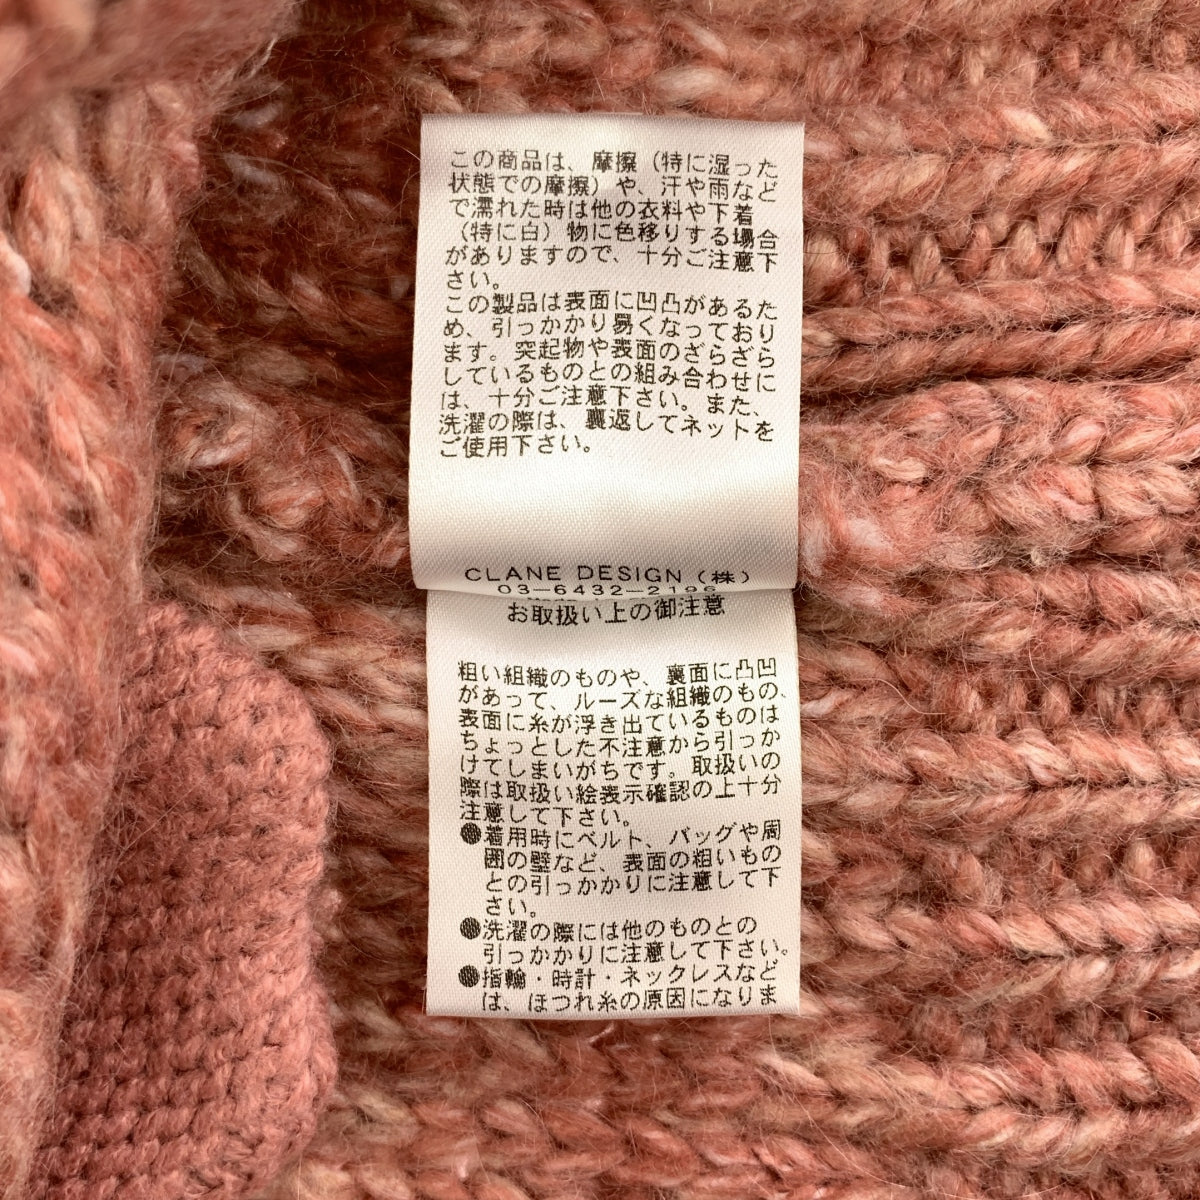 この商品は、摩擦（特に湿った
状態での摩擦）や、汗や雨など
で濡れた時は他の衣料や下着
（特に白）物に色移りする場合
がありますので、十分ご注意下
さい。
この製品は表面に凹凸があるた
め、引っかかり易くなっており
ます。突起物や表面のざらざら
しているものとの組み合わせに
は、十分ご注意下さい。また、
洗濯の際は、裏返してネットを
ご使用下さい。
CLANE DESIGN（株）
03-6432-2196
お取扱い上の御注意
粗い組織のものや、裏面に凸凹
があって、ルーズな組織のもの、
表面に糸が浮き出ているものは
ちょっとした不注意から引っか
けてしまいがちです。取扱いの
際は取扱い絵表示確認の上十分
注意して下さい。
●着用時にベルト、バッグや周
囲の壁など、表面の粗いもの
との引っかかりに注意して下
さい。
●洗濯の際には他のものとの
引っかかりに注意して下さい。
●指輪・時計・ネックレスなど
は、ほつれ糸の原因になりま